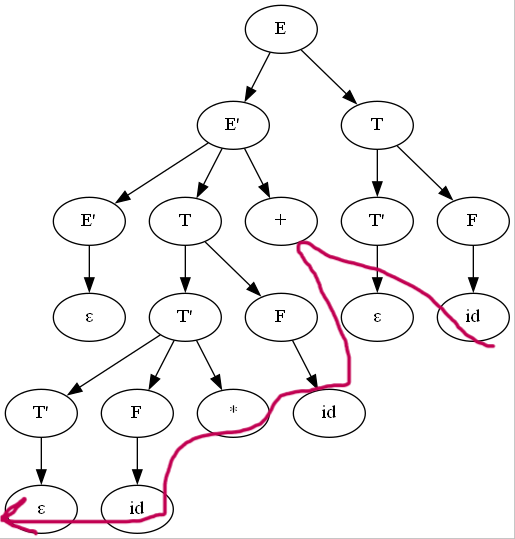 E
E' T
E' T + T' F
ε T' F ε id
T' F * id
ε id